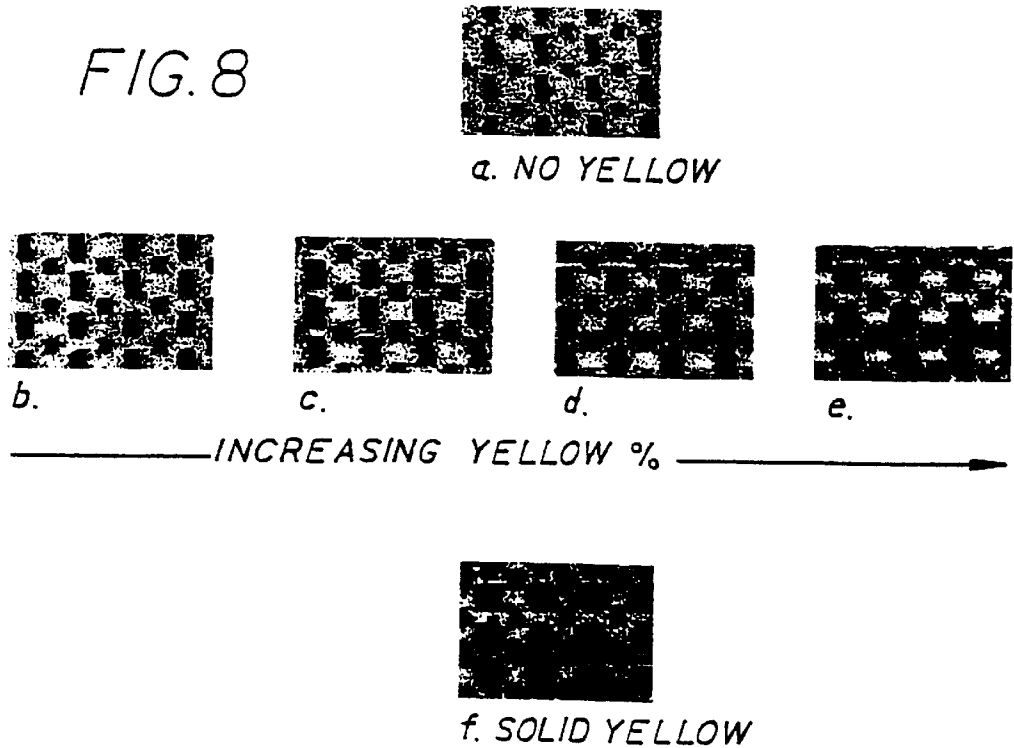 FIG. 8
a. NO YELLOW
b.
c.
d.
e.
INCREASING YELLOW %
f. SOLID YELLOW